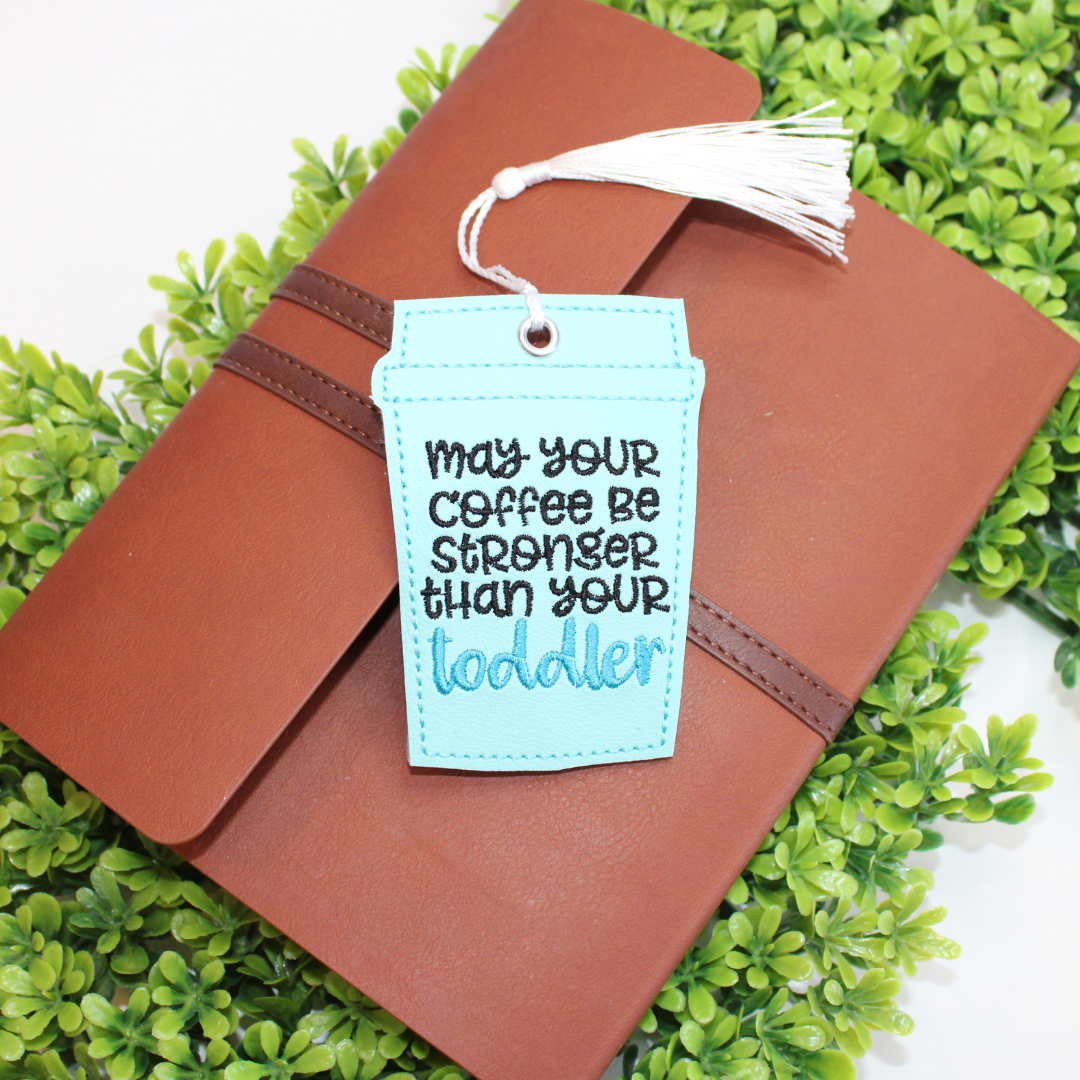 may your
coffee be
stronger
than your
toddler